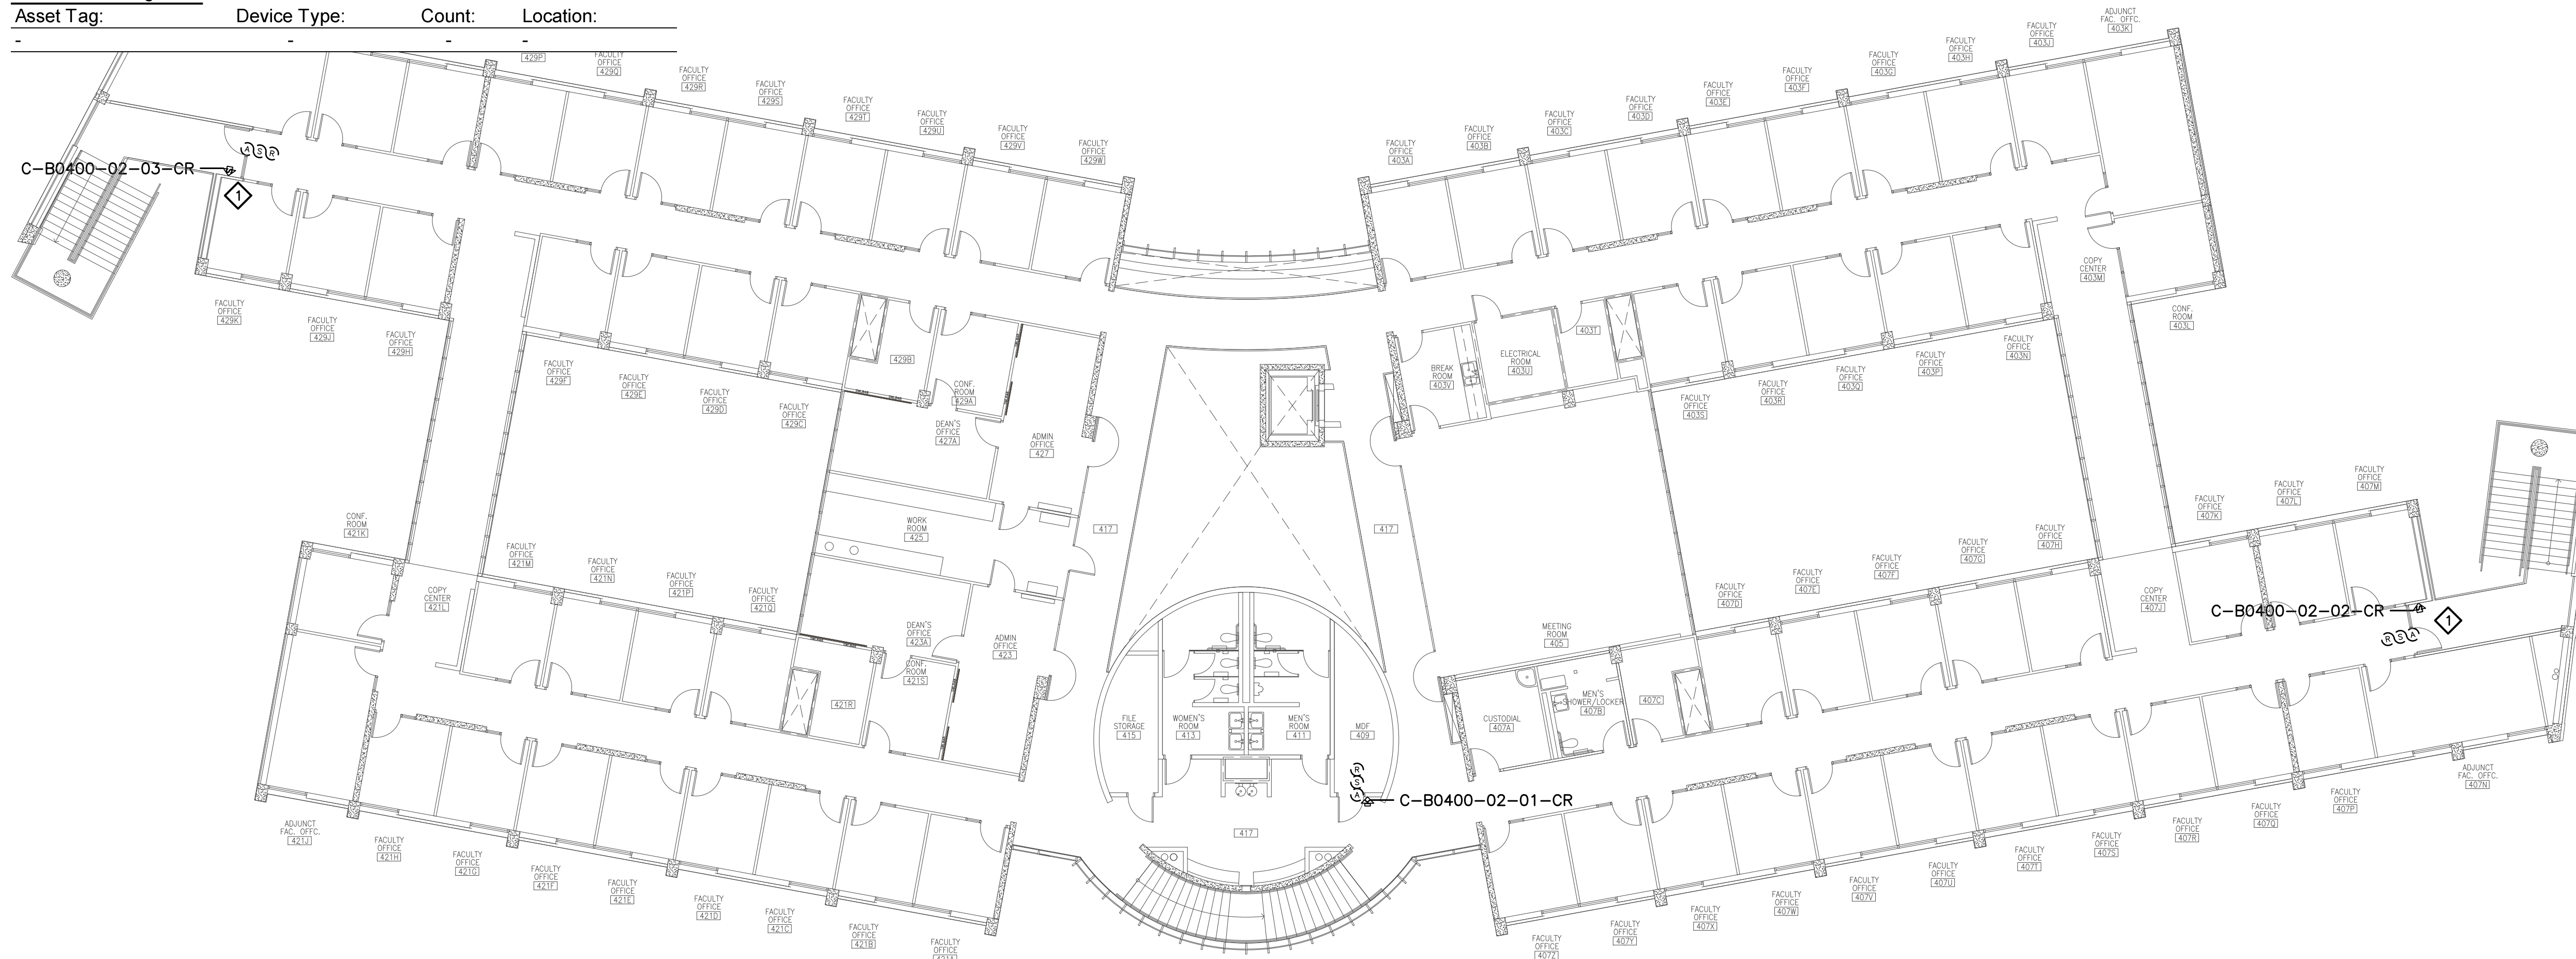 Asset Tag: Device Type: Count: Location:
- - - -
429P
FACULTY
OFFICE
429Q
FACULTY
OFFICE
429R
FACULTY
OFFICE
429S
FACULTY
OFFICE
429T
FACULTY
OFFICE
429U
FACULTY
OFFICE
429V
FACULTY
OFFICE
429W
FACULTY
OFFICE
403A
FACULTY
OFFICE
403B
FACULTY
OFFICE
403C
FACULTY
OFFICE
403D
FACULTY
OFFICE
403E
FACULTY
OFFICE
403F
FACULTY
OFFICE
403G
FACULTY
OFFICE
403H
FACULTY
OFFICE
403J
ADJUNCT
FAC. OFFC.
403K
A S R
C-B0400-02-03-CR
1
FACULTY
OFFICE
429K
FACULTY
OFFICE
429J
FACULTY
OFFICE
429H
FACULTY
OFFICE
429F
FACULTY
OFFICE
429E
FACULTY
OFFICE
429D
FACULTY
OFFICE
429C
429B
CONF.
ROOM
429A
DEAN'S
OFFICE
427A
ADMIN
OFFICE
427
BREAK
ROOM
403V
ELECTRICAL
ROOM
403U
403T
FACULTY
OFFICE
403S
FACULTY
OFFICE
403R
FACULTY
OFFICE
403Q
FACULTY
OFFICE
403P
FACULTY
OFFICE
403N
COPY
CENTER
403M
CONF.
ROOM
403L
CONF.
ROOM
421K
WORK
ROOM
425
417
417
FACULTY
OFFICE
421M
FACULTY
OFFICE
421N
FACULTY
OFFICE
421P
FACULTY
OFFICE
421Q
COPY
CENTER
421L
DEAN'S
OFFICE
423A
CONF.
ROOM
421S
ADMIN
OFFICE
423
421R
FILE
STORAGE
415
WOMEN'S
ROOM
413
MEN'S
ROOM
411
MDF
409
R
S
A
C-B0400-02-01-CR
417
MEETING
ROOM
405
CUSTODIAL
407A
MEN'S
SHOWER/LOCKER
407B
407C
FACULTY
OFFICE
407D
FACULTY
OFFICE
407E
FACULTY
OFFICE
407F
FACULTY
OFFICE
407G
FACULTY
OFFICE
407H
COPY
CENTER
407J
FACULTY
OFFICE
407K
FACULTY
OFFICE
407L
FACULTY
OFFICE
407M
C-B0400-02-02-CR
1
R S A
ADJUNCT
FAC. OFFC.
421J
FACULTY
OFFICE
421H
FACULTY
OFFICE
421G
FACULTY
OFFICE
421F
FACULTY
OFFICE
421E
FACULTY
OFFICE
421D
FACULTY
OFFICE
421C
FACULTY
OFFICE
421B
FACULTY
OFFICE
421A
FACULTY
OFFICE
407Z
FACULTY
OFFICE
407Y
FACULTY
OFFICE
407X
FACULTY
OFFICE
407W
FACULTY
OFFICE
407V
FACULTY
OFFICE
407U
FACULTY
OFFICE
407T
FACULTY
OFFICE
407S
FACULTY
OFFICE
407R
FACULTY
OFFICE
407Q
FACULTY
OFFICE
407P
ADJUNCT
FAC. OFFC.
407N